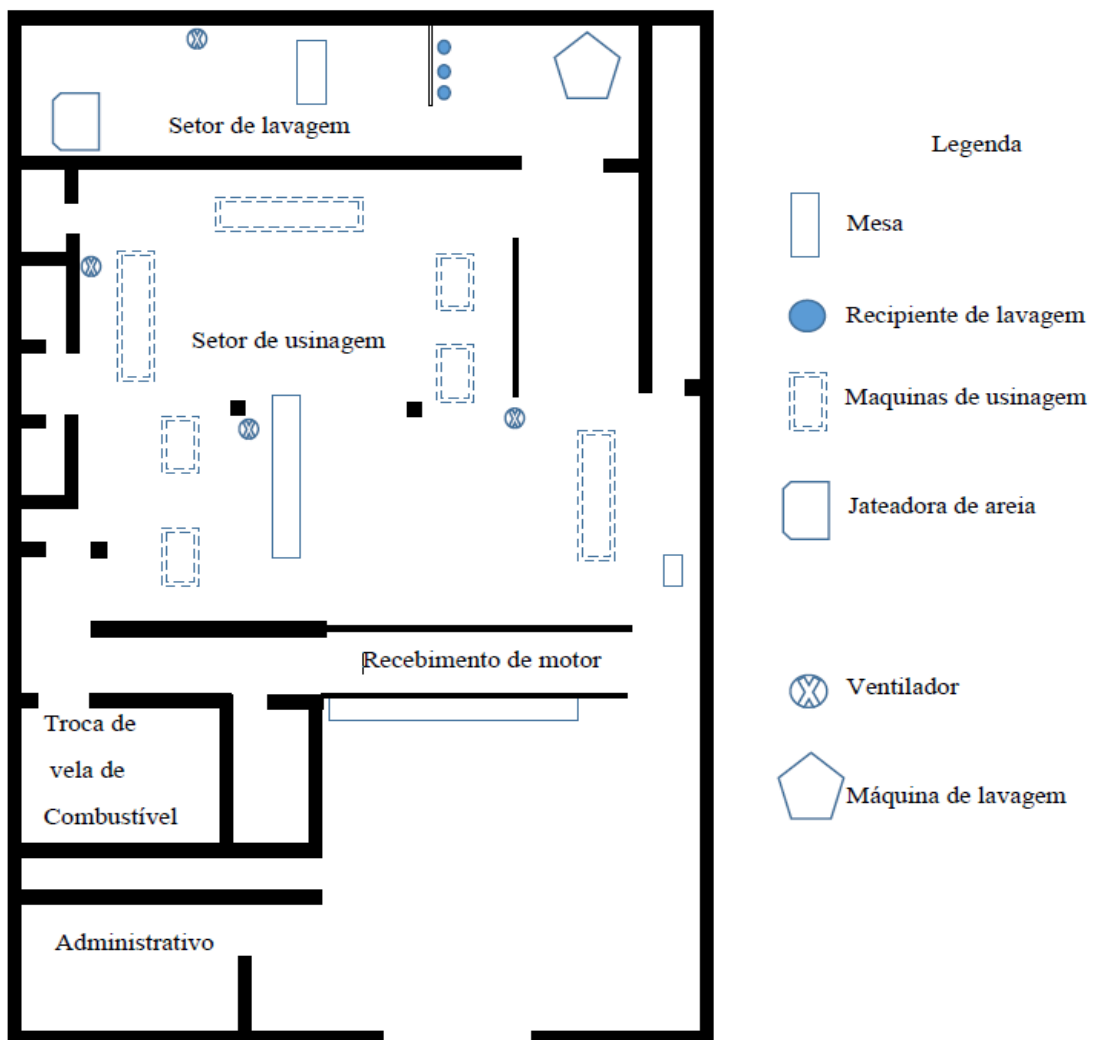 Setor de lavagem
Setor de usinagem
Recebimento de motor
Troca de
vela de
Combustível
Administrativo
Legenda
Mesa
Recipiente de lavagem
Maquinas de usinagem
Jateadora de areia
Ventilador
Máquina de lavagem